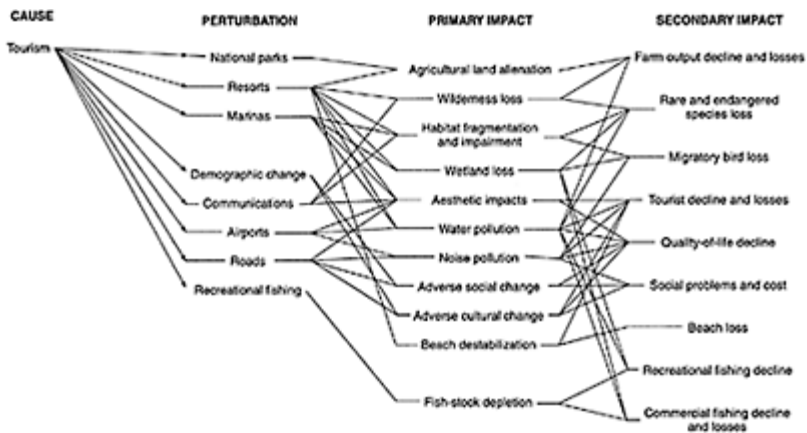 CAUSE
PERTURBATION
PRIMARY IMPACT
SECONDARY IMPACT
Tourism
National parks
Resorts
Marinas
Demographic change
Communications
Airports
Roads
Recreational fishing
Agricultural land alienation
Wilderness loss
Habitat fragmentation
and impairment
Wetland loss
Aesthetic impacts
Water pollution
Noise pollution
Adverse social change
Adverse cultural change
Beach destabilization
Fish-stock depletion
Farm output decline and losses
Rare and endangered
species loss
Migratory bird loss
Tourist decline and losses
Quality-of-life decline
Social problems and cost
Beach loss
Recreational fishing decline
Commercial fishing decline
and losses